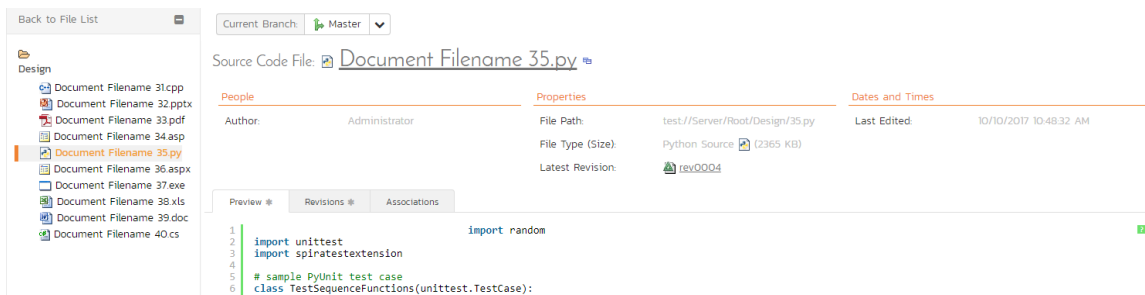 Back to File List
Design
Document Filename 31.cpp
Document Filename 32.pptx
Document Filename 33.pdf
Document Filename 34.asp
Document Filename 35.py
Document Filename 36.aspx
Document Filename 37.exe
Document Filename 38.xls
Document Filename 39.doc
Document Filename 40.cs
Current Branch: Master
Source Code File: Document Filename 35.py
People Properties Dates and Times
Author: Administrator File Path: test://Server/Root/Design/35.py Last Edited: 10/10/2017 10:48:32 AM
File Type (Size): Python Source (2365 KB)
Latest Revision: rev0004
Preview Revisions Associations
1 import random
2 import unittest
3 import spiratestextension
4
5 # sample PyUnit test case
6 class TestSequenceFunctions(unittest.TestCase):